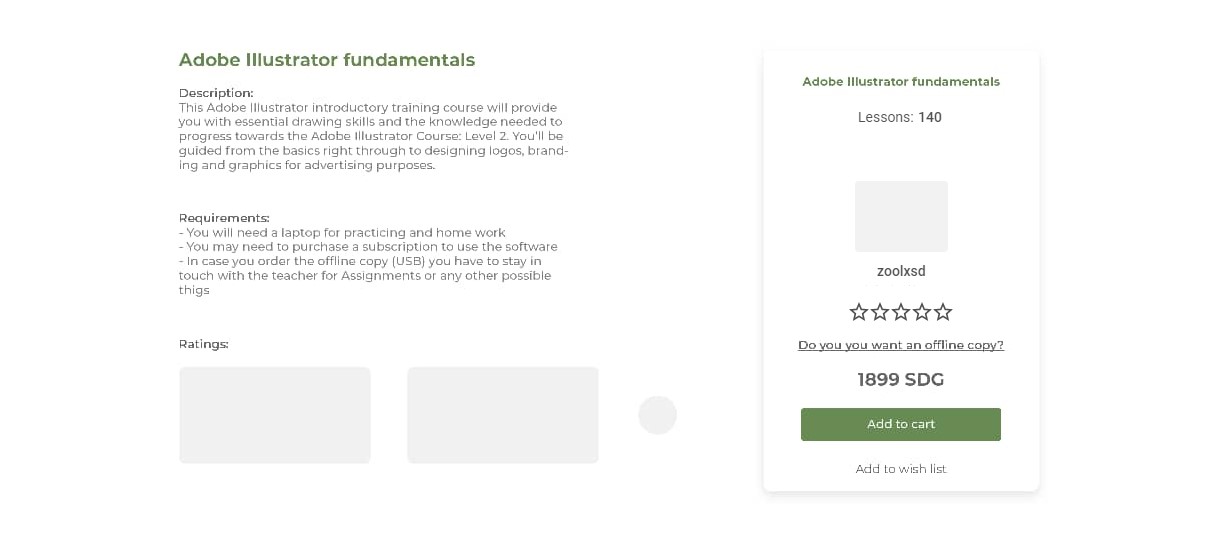 Adobe Illustrator fundamentals
Description:
This Adobe Illustrator introductory training course will provide
you with essential drawing skills and the knowledge needed to
progress towards the Adobe Illustrator Course: Level 2. You'll be
guided from the basics right through to designing logos, brand-
ing and graphics for advertising purposes.
Requirements:
- You will need a laptop for practicing and home work
- You may need to purchase a subscription to use the software
- In case you order the offline copy (USB) you have to stay in
touch with the teacher for Assignments or any other possible
thigs
Ratings:
Adobe Illustrator fundamentals
Lessons: 140
zoolxsd
Do you you want an offline copy?
1899 SDG
Add to cart
Add to wish list